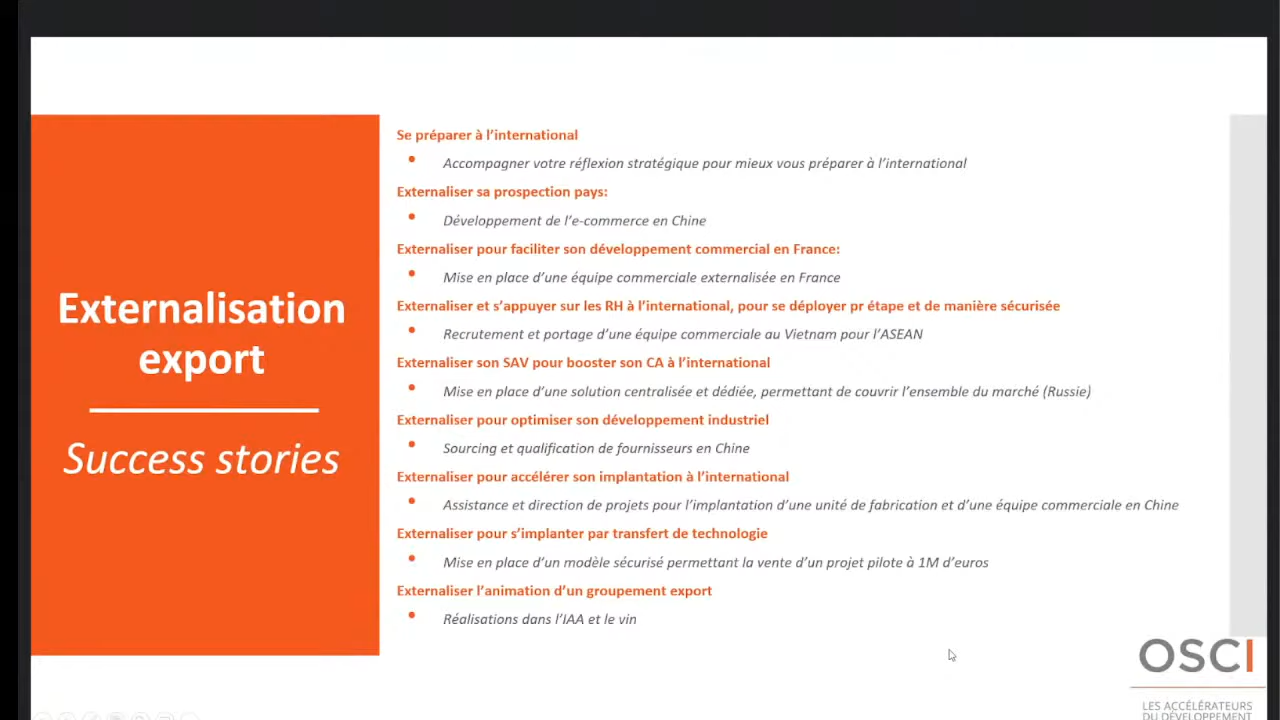 Externalisation
export
Success stories
Se préparer à l'international
Accompagner votre réflexion stratégique pour mieux vous préparer à l'international
Externaliser sa prospection pays:
Développement de l'e-commerce en Chine
Externaliser pour faciliter son développement commercial en France:
Mise en place d'une équipe commerciale externalisée en France
Externaliser et s'appuyer sur les RH à l'international, pour se déployer pr étape et de manière sécurisée
Recrutement et portage d'une équipe commerciale au Vietnam pour l'ASEAN
Externaliser son SAV pour booster son CA à l'international
Mise en place d'une solution centralisée et dédiée, permettant de couvrir l'ensemble du marché (Russie)
Externaliser pour optimiser son développement industriel
Sourcing et qualification de fournisseurs en Chine
Externaliser pour accélérer son implantation à l'international
Assistance et direction de projets pour l'implantation d'une unité de fabrication et d'une équipe commerciale en Chine
Externaliser pour s'implanter par transfert de technologie
Mise en place d'un modèle sécurisé permettant la vente d'un projet pilote à 1M d'euros
Externaliser l'animation d'un groupement export
Réalisations dans l'IAA et le vin
OSCI
LES ACCÉLÉRATEURS
DU DÉVELOPPEMENT